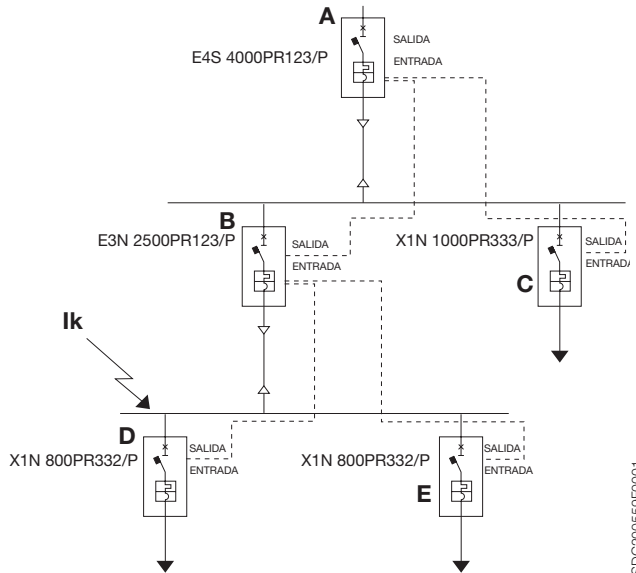 A
E4S 4000PR123/P
SALIDA
ENTRADA
B
E3N 2500PR123/P
SALIDA
ENTRADA
X1N 1000PR333/P
SALIDA
ENTRADA
C
Ik
D
X1N 800PR332/P
SALIDA
ENTRADA
X1N 800PR332/P
SALIDA
ENTRADA
E